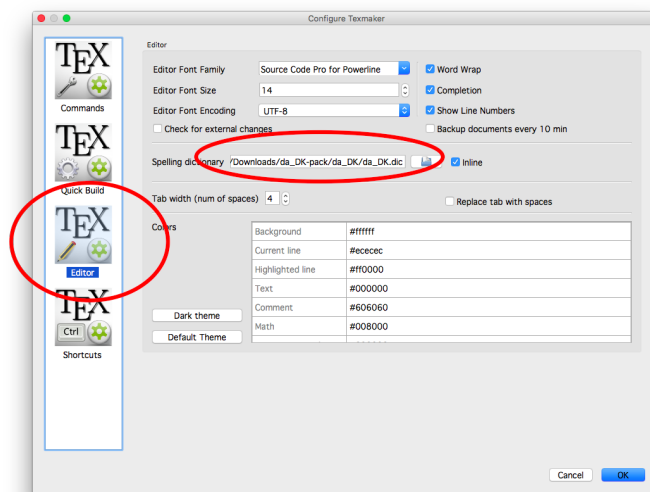 Configure Texmaker
TEX
Commands
TEX
Quick Build
TEX
Editor
TEX
Ctrl
Shortcuts
Editor
Editor Font Family Source Code Pro for Powerline Word Wrap
Editor Font Size 14 Completion
Editor Font Encoding UTF-8 Show Line Numbers
Check for external changes Backup documents every 10 min
Spelling dictionary /Downloads/da_DK-pack/da_DK/da_DK.dic Inline
Tab width (num of spaces) 4 Replace tab with spaces
Colors
Background #ffffff
Current line #ececec
Highlighted line #ff0000
Text #000000
Comment #606060
Math #008000
Dark theme
Default Theme
Cancel OK